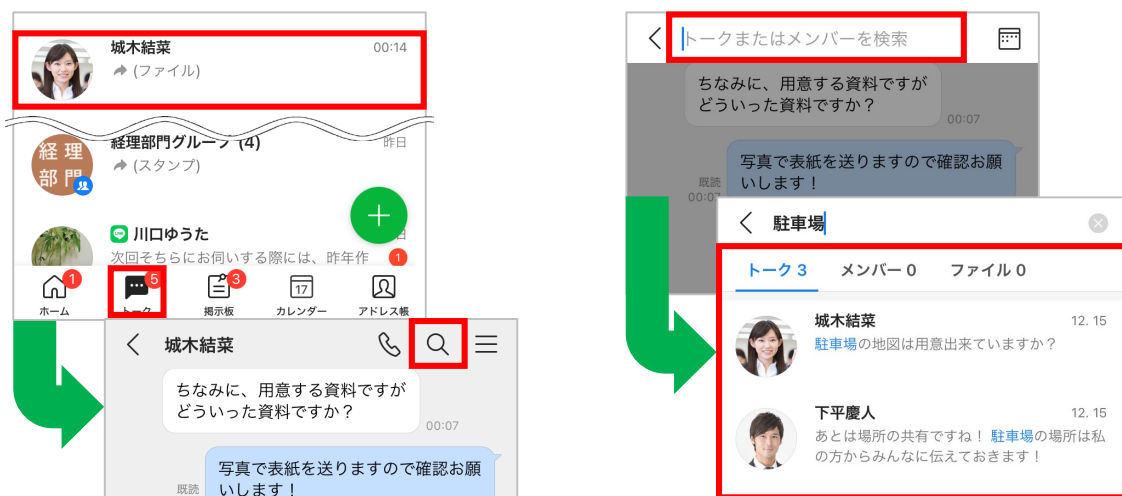 城木結菜
00:14
(ファイル)
経理部門グループ (4)
昨日
(スタンプ)
経理
部門
LINE
川口ゆうた
次回そちらにお伺いする際には、昨年作
1
1
5
3
17
ホーム
トーク
掲示板
カレンダー
アドレス帳
城木結菜
ちなみに、用意する資料ですが
どういった資料ですか？
00:07
写真で表紙を送りますので確認お願
いします！
既読
トークまたはメンバーを検索
ちなみに、用意する資料ですが
どういった資料ですか？
00:07
写真で表紙を送りますので確認お願
いします！
既読
00:07
駐車場
トーク 3 メンバー 0 ファイル 0
城木結菜
12. 15
駐車場の地図は用意出来ていますか？
下平慶人
12. 15
あとは場所の共有ですね！ 駐車場の場所は私
の方からみんなに伝えておきます！